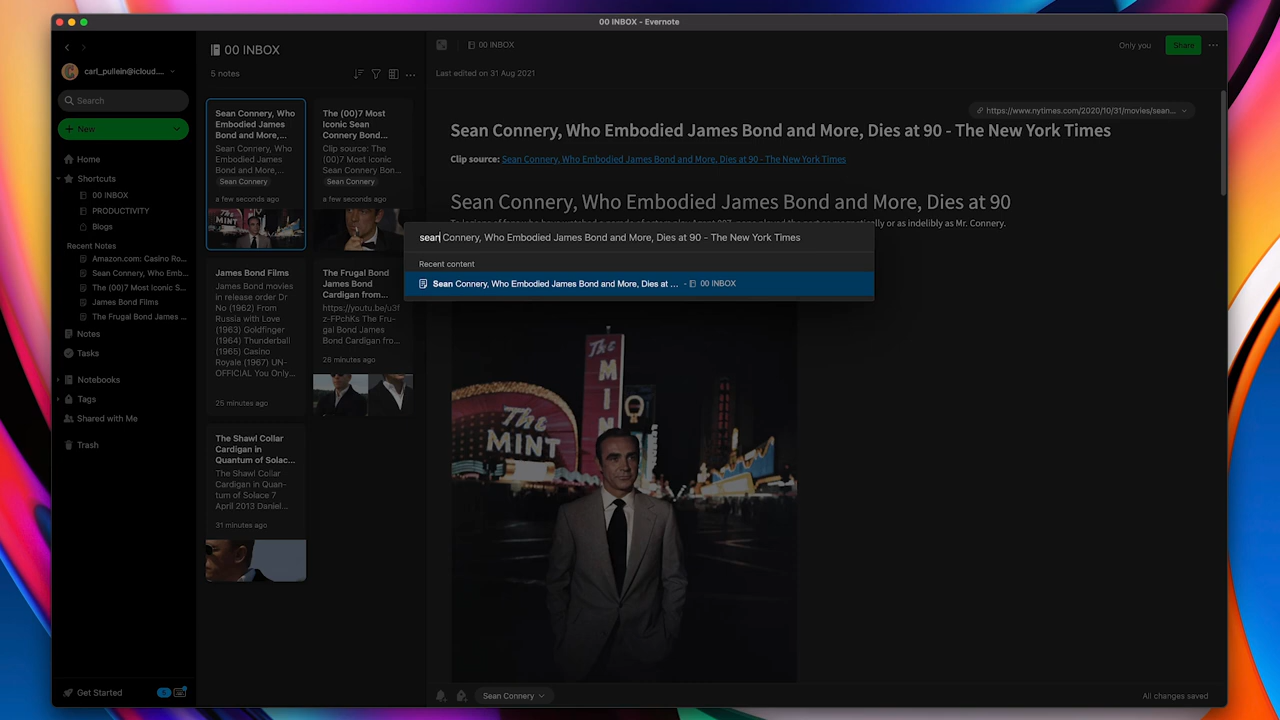 00 INBOX - Evernote
carl_pullein@icloud....
Search
New
Home
Shortcuts
00 INBOX
PRODUCTIVITY
Blogs
Recent Notes
Amazon.com: Casino Ro...
Sean Connery, Who Emb...
The (00)7 Most Iconic S...
James Bond Films
The Frugal Bond James ...
Notes
Tasks
Notebooks
Tags
Shared with Me
Trash
Get Started
00 INBOX
5 notes
Sean Connery, Who
Embodied James
Bond and More,...
Sean Connery, Who
Embodied James
Bond and More, ...
Sean Connery
a few seconds ago
The (00)7 Most
Iconic Sean
Connery Bond...
Clip source: The
(00)7 Most Iconic
Sean Connery Bon...
Sean Connery
a few seconds ago
James Bond Films
James Bond movies
in release order Dr
No (1962) From
Russia with Love
(1963) Goldfinger
(1964) Thunderball
(1965) Casino
Royale (1967) UN-
OFFICIAL You Only...
25 minutes ago
The Frugal Bond
James Bond
Cardigan from...
https://youtu.be/u3f
z-FPchKs The Fru-
gal Bond James
Bond Cardigan fro...
28 minutes ago
The Shawl Collar
Cardigan in
Quantum of Solac...
The Shawl Collar
Cardigan in Quan-
tum of Solace 7
April 2013 Daniel...
31 minutes ago
00 INBOX
Only you
Share
Last edited on 31 Aug 2021
https://www.nytimes.com/2020/10/31/movies/sean...
Sean Connery, Who Embodied James Bond and More, Dies at 90 - The New York Times
Clip source: Sean Connery, Who Embodied James Bond and More, Dies at 90 - The New York Times
Sean Connery, Who Embodied James Bond and More, Dies at 90
or as indelibly as Mr. Connery.
sean Connery, Who Embodied James Bond and More, Dies at 90 - The New York Times
Recent content
Sean Connery, Who Embodied James Bond and More, Dies at ... - 00 INBOX
The
MINT
The
MINT
Sean Connery
All changes saved